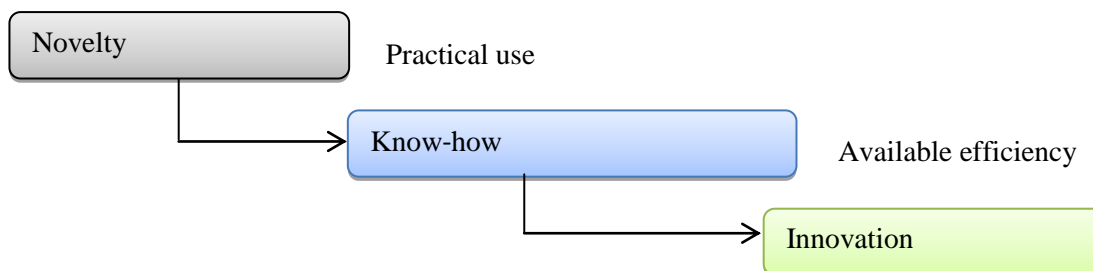 Novelty
Practical use
Know-how
Available efficiency
Innovation